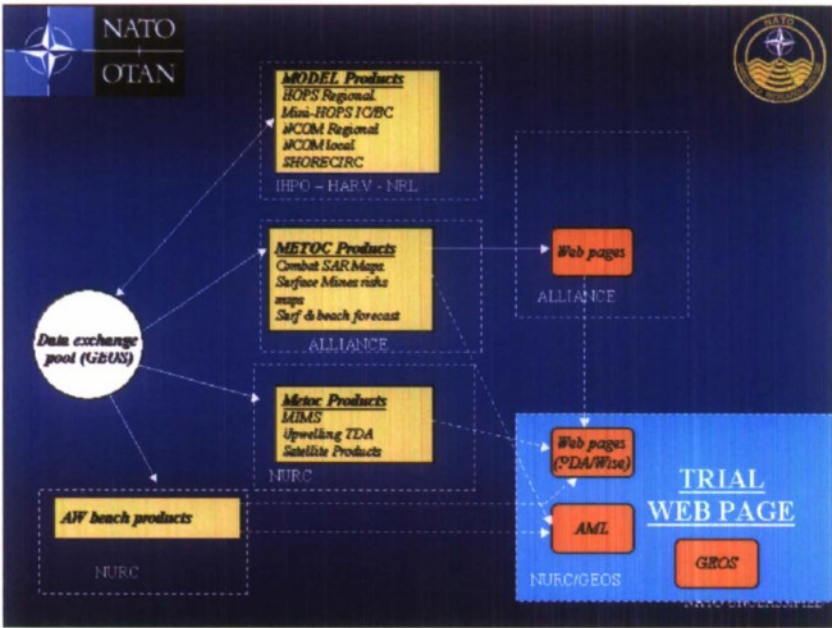 NATO
+
OTAN
NATO
MODEL Products
HOPS Regional.
Mini-HOPS IC/BC
NCOM Regional
NCOM local
SHORECIRC
IHPO – HARV - NRL
METOC Products
Combat SAR Maps.
Surface Mines risks
maps
Surf & beach forecast
ALLIANCE
Web pages
ALLIANCE
Data exchange
pool (GEOS)
Metoc Products
MIMS
Upwelling TDA
Satellite Products
NURC
AW beach products
NURC
Web pages
(PDA/Wise)
TRIAL
WEB PAGE
AML
GEOS
NURC/GEOS
NATO UNCLASSIFIED